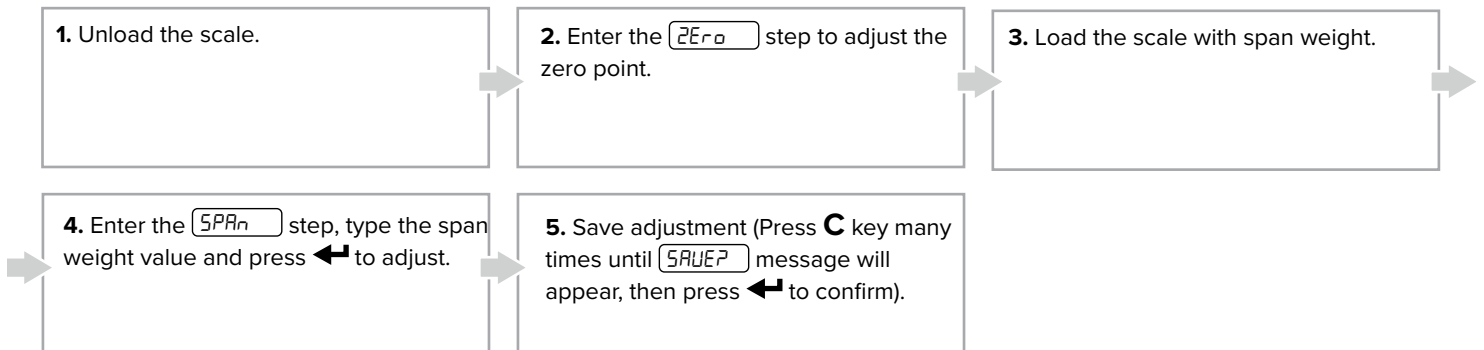 1. Unload the scale.
2. Enter the ZEro step to adjust the
zero point.
3. Load the scale with span weight.
4. Enter the SPAn step, type the span
weight value and press to adjust.
5. Save adjustment (Press C key many
times until SAVE? message will
appear, then press to confirm).